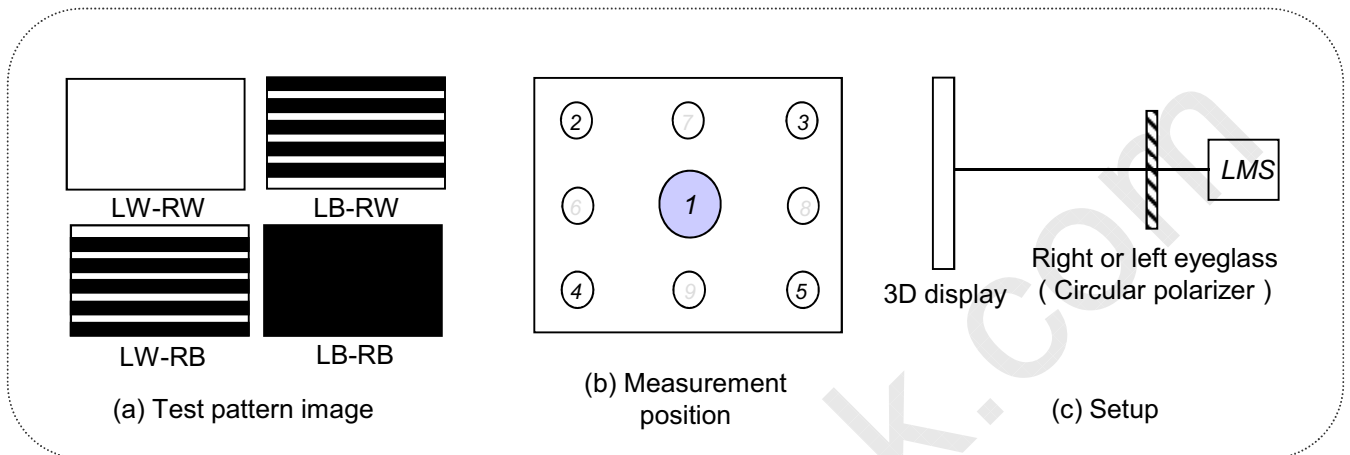 LW-RW
LB-RW
LW-RB
LB-RB
(a) Test pattern image
2
7
3
6
1
8
4
9
5
(b) Measurement
position
LMS
3D display
Right or left eyeglass
( Circular polarizer )
(c) Setup
k.com